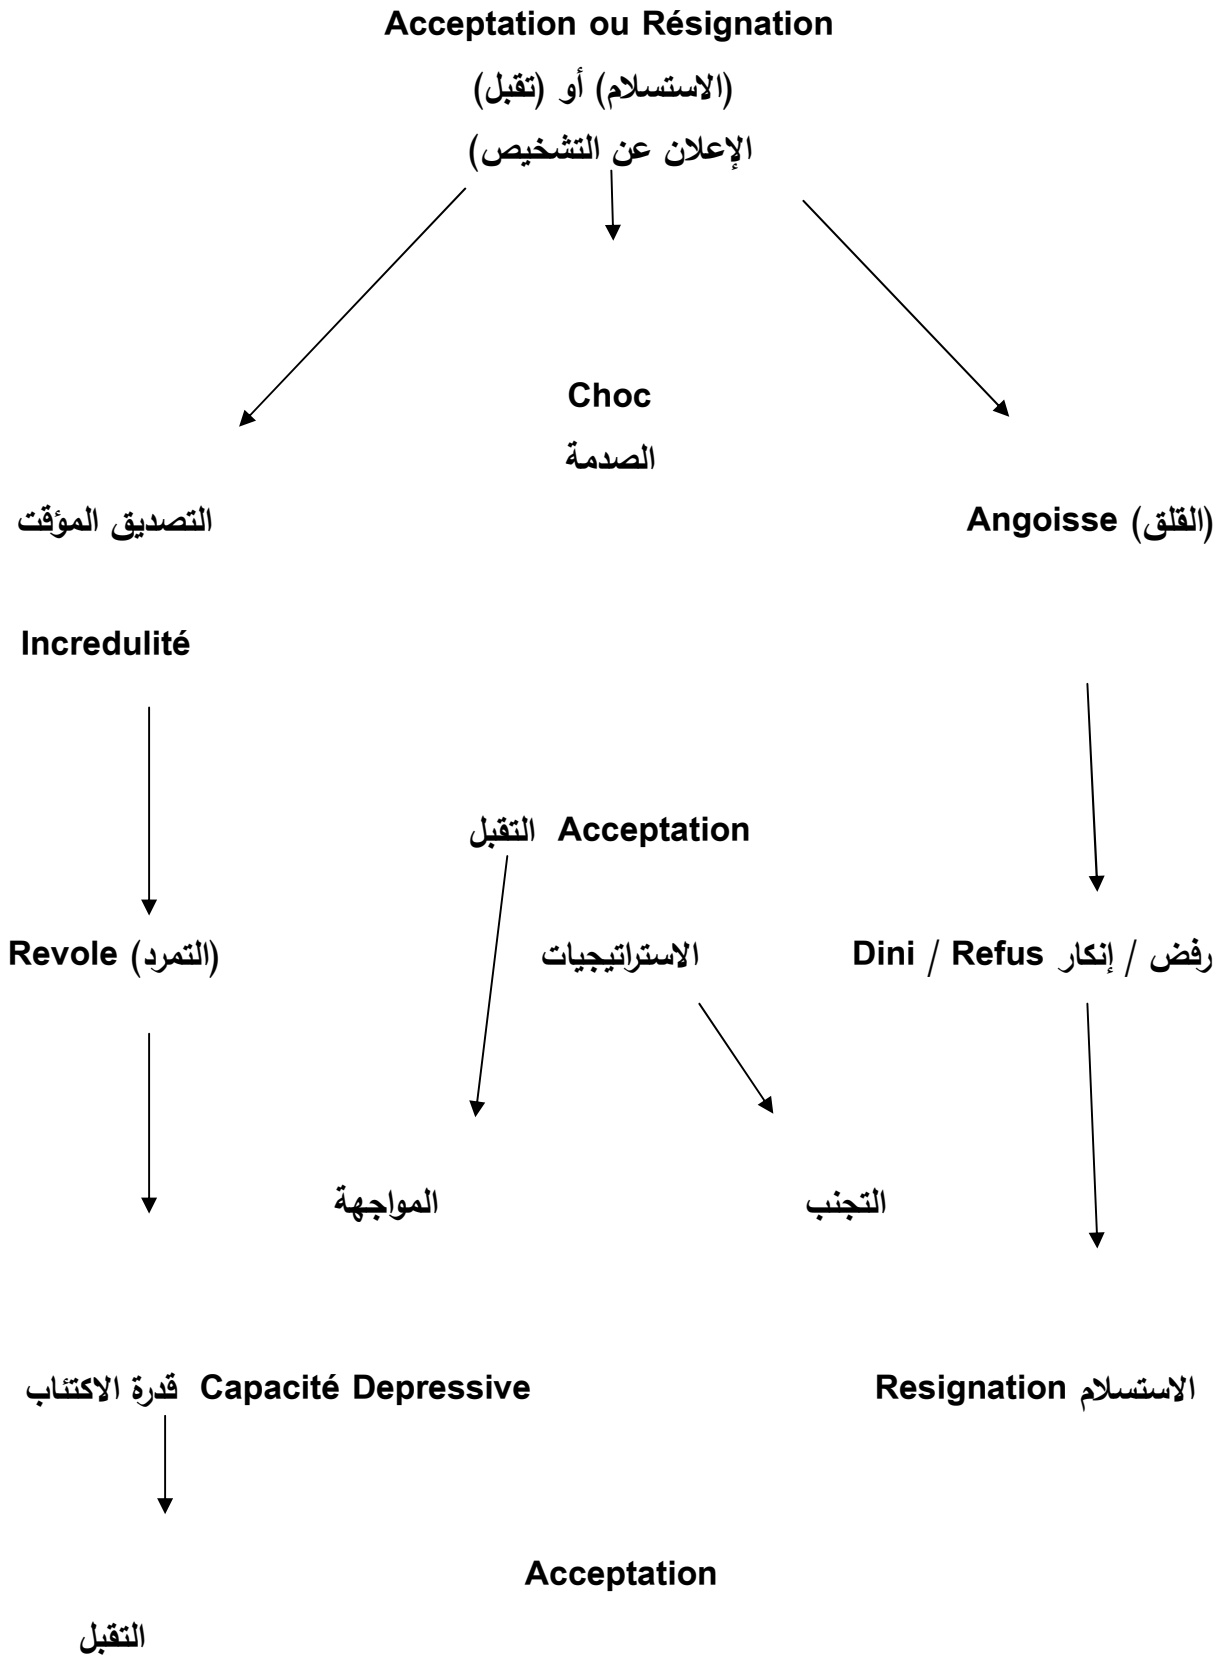 Acceptation ou Résignation
(الاستسلام) أو (تقبل)
الإعلان عن التشخيص)
Choc
الصدمة
التصديق المؤقت
Angoisse (القلق)
Incredulité
التقبل Acceptation
Revole (التمرد)
الاستراتيجيات
Dini / Refus رفض / إنكار
المواجهة
التجنب
قدرة الاكتئاب Capacité Depressive
Resignation الاستسلام
Acceptation
التقبل